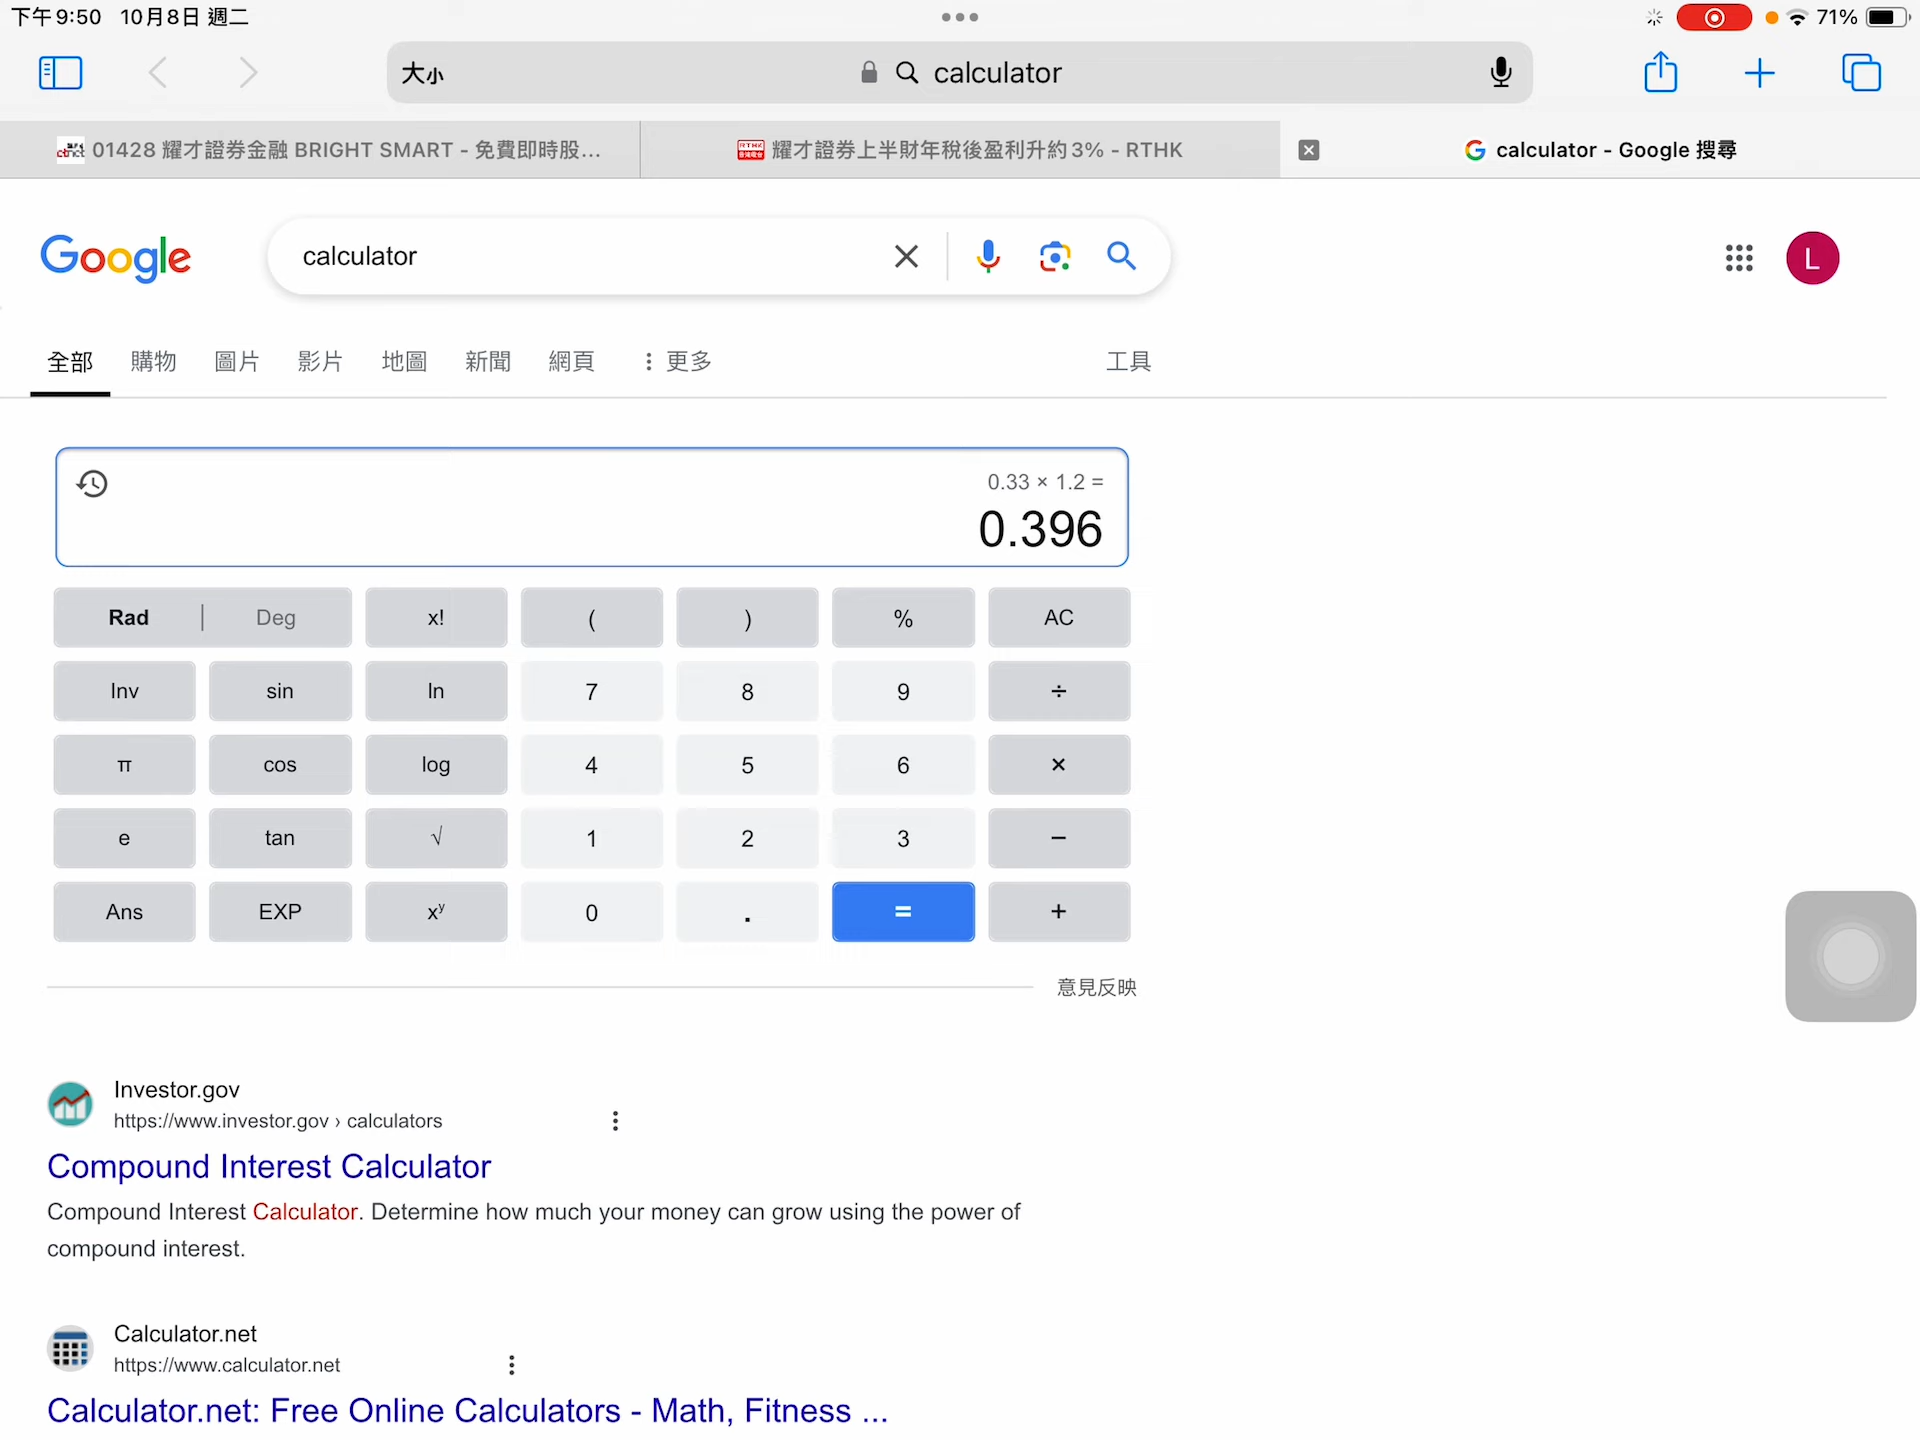 下午9:50 10月8日 週二
71%
大小
calculator
ctnet 01428 耀才證券金融 BRIGHT SMART - 免費即時股...
RTHK 耀才證券上半財年稅後盈利升約3% - RTHK
calculator - Google 搜尋
Google
calculator
L
全部 購物 圖片 影片 地圖 新聞 網頁 更多 工具
0.33 × 1.2 =
0.396
Rad | Deg x! ( ) % AC
Inv sin ln 7 8 9 ÷
π cos log 4 5 6 ×
e tan √ 1 2 3 −
Ans EXP xʸ 0 . = +
意見反映
Investor.gov
https://www.investor.gov › calculators
Compound Interest Calculator
Compound Interest Calculator. Determine how much your money can grow using the power of
compound interest.
Calculator.net
https://www.calculator.net
Calculator.net: Free Online Calculators - Math, Fitness ...